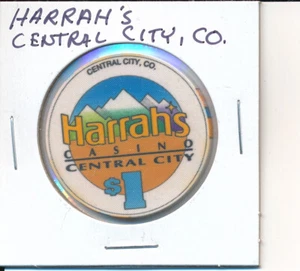 HARRAH'S
CENTRAL CITY, CO.
CENTRAL CITY, CO.
Harrah's
CASINO
CENTRAL CITY
$1